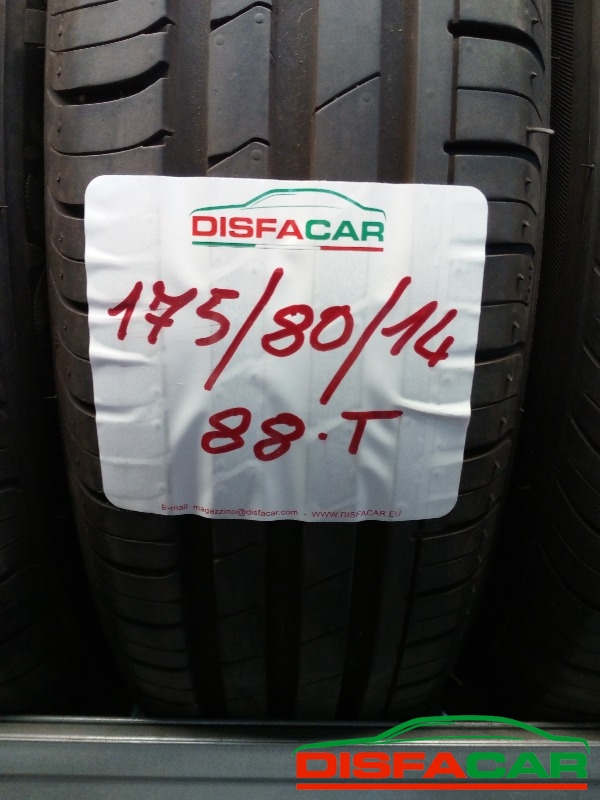 DISFACAR
175/80/14
88.T
E-mail: magazzino@disfacar.com - WWW.DISFACAR.EU
DISFACAR